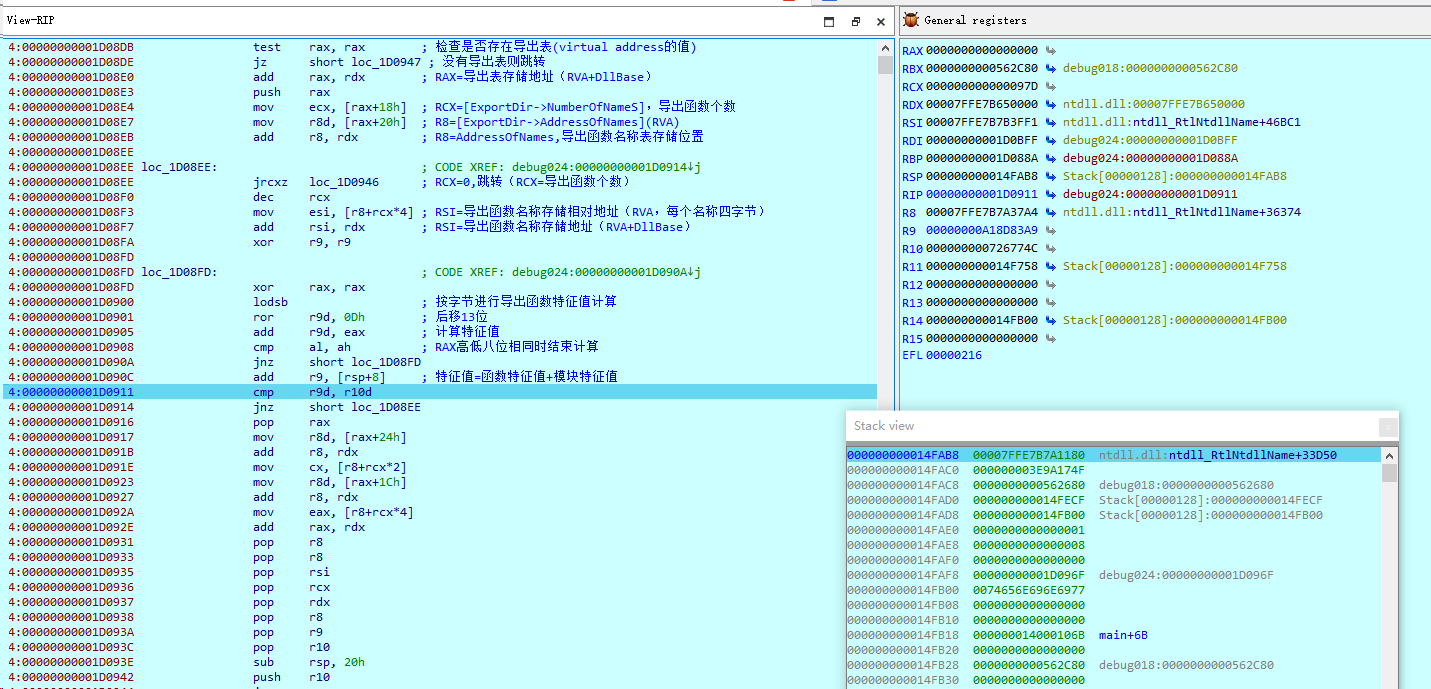 View-RIP
4:00000000001D08DB test rax, rax ; 检查是否存在导出表(virtual address的值)
4:00000000001D08DE jz short loc_1D0947 ; 没有导出表则跳转
4:00000000001D08E0 add rax, rdx ; RAX=导出表存储地址（RVA+DllBase）
4:00000000001D08E3 push rax
4:00000000001D08E4 mov ecx, [rax+18h] ; RCX=[ExportDir->NumberOfNameS]，导出函数个数
4:00000000001D08E7 mov r8d, [rax+20h] ; R8=[ExportDir->AddressOfNames](RVA)
4:00000000001D08EB add r8, rdx ; R8=AddressOfNames,导出函数名称表存储位置
4:00000000001D08EE
4:00000000001D08EE loc_1D08EE: ; CODE XREF: debug024:00000000001D0914↓j
4:00000000001D08EE jrcxz loc_1D0946 ; RCX=0,跳转（RCX=导出函数个数）
4:00000000001D08F0 dec rcx
4:00000000001D08F3 mov esi, [r8+rcx*4] ; RSI=导出函数名称存储相对地址（RVA，每个名称四字节）
4:00000000001D08F7 add rsi, rdx ; RSI=导出函数名称存储地址（RVA+DllBase）
4:00000000001D08FA xor r9, r9
4:00000000001D08FD
4:00000000001D08FD loc_1D08FD: ; CODE XREF: debug024:00000000001D090A↓j
4:00000000001D08FD xor rax, rax
4:00000000001D0900 lodsb ; 按字节进行导出函数特征值计算
4:00000000001D0901 ror r9d, 0Dh ; 后移13位
4:00000000001D0905 add r9d, eax ; 计算特征值
4:00000000001D0908 cmp al, ah ; RAX高低八位相同时结束计算
4:00000000001D090A jnz short loc_1D08FD
4:00000000001D090C add r9, [rsp+8] ; 特征值=函数特征值+模块特征值
4:00000000001D0911 cmp r9d, r10d
4:00000000001D0914 jnz short loc_1D08EE
4:00000000001D0916 pop rax
4:00000000001D0917 mov r8d, [rax+24h]
4:00000000001D091B add r8, rdx
4:00000000001D091E mov cx, [r8+rcx*2]
4:00000000001D0923 mov r8d, [rax+1Ch]
4:00000000001D0927 add r8, rdx
4:00000000001D092A mov eax, [r8+rcx*4]
4:00000000001D092E add rax, rdx
4:00000000001D0931 pop r8
4:00000000001D0933 pop r8
4:00000000001D0935 pop rsi
4:00000000001D0936 pop rcx
4:00000000001D0937 pop rdx
4:00000000001D0938 pop r8
4:00000000001D093A pop r9
4:00000000001D093C pop r10
4:00000000001D093E sub rsp, 20h
4:00000000001D0942 push r10
General registers
RAX 0000000000000000
RBX 0000000000562C80 debug018:0000000000562C80
RCX 000000000000097D
RDX 00007FFE7B650000 ntdll.dll:00007FFE7B650000
RSI 00007FFE7B7B3FF1 ntdll.dll:ntdll_RtlNtdllName+46BC1
RDI 00000000001D0BFF debug024:00000000001D0BFF
RBP 00000000001D088A debug024:00000000001D088A
RSP 000000000014FAB8 Stack[00000128]:000000000014FAB8
RIP 00000000001D0911 debug024:00000000001D0911
R8 00007FFE7B7A37A4 ntdll.dll:ntdll_RtlNtdllName+36374
R9 00000000A18D83A9
R10 000000000726774C
R11 000000000014F758 Stack[00000128]:000000000014F758
R12 0000000000000000
R13 0000000000000000
R14 000000000014FB00 Stack[00000128]:000000000014FB00
R15 0000000000000000
EFL 00000216
Stack view
000000000014FAB8 00007FFE7B7A1180 ntdll.dll:ntdll_RtlNtdllName+33D50
000000000014FAC0 000000003E9A174F
000000000014FAC8 0000000000562680 debug018:0000000000562680
000000000014FAD0 000000000014FECF Stack[00000128]:000000000014FECF
000000000014FAD8 000000000014FB00 Stack[00000128]:000000000014FB00
000000000014FAE0 0000000000000001
000000000014FAE8 0000000000000008
000000000014FAF0 0000000000000000
000000000014FAF8 00000000001D096F debug024:00000000001D096F
000000000014FB00 0074656E696E6977
000000000014FB08 0000000000000000
000000000014FB10 0000000000000000
000000000014FB18 000000014000106B main+6B
000000000014FB20 0000000000000000
000000000014FB28 0000000000562C80 debug018:0000000000562C80
000000000014FB30 0000000000000000